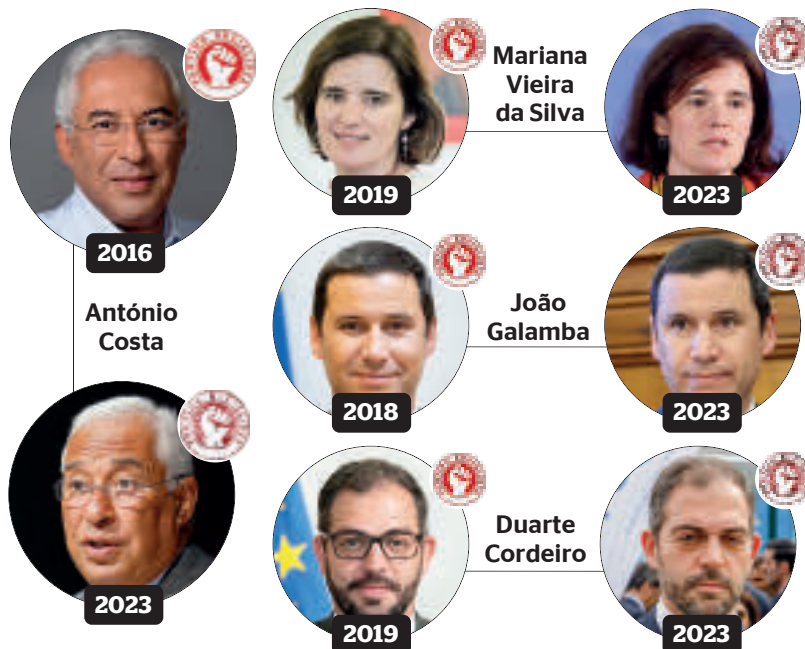 2016
António
Costa
2023
2019
Mariana
Vieira
da Silva
2023
2018
João
Galamba
2023
2019
Duarte
Cordeiro
2023